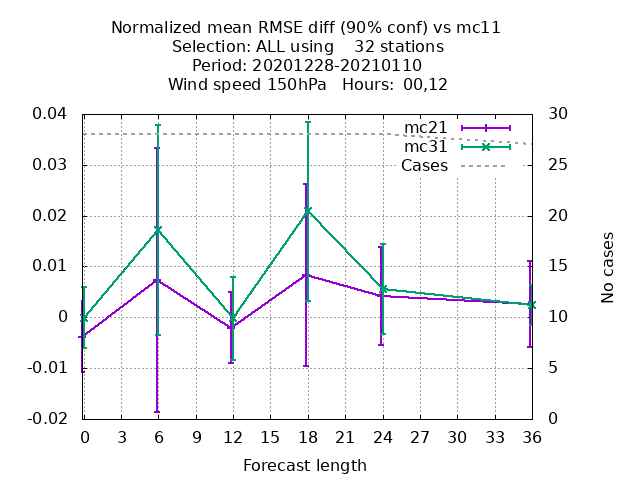 Normalized mean RMSE diff (90% conf) vs mc11
Selection: ALL using    32 stations
Period: 20201228-20210110
Wind speed 150hPa   Hours:  00,12
0.04
0.03
0.02
0.01
0
-0.01
-0.02
30
25
20
15
10
5
0
mc21
mc31
Cases
No cases
0 3 6 9 12 15 18 21 24 27 30 33 36
Forecast length